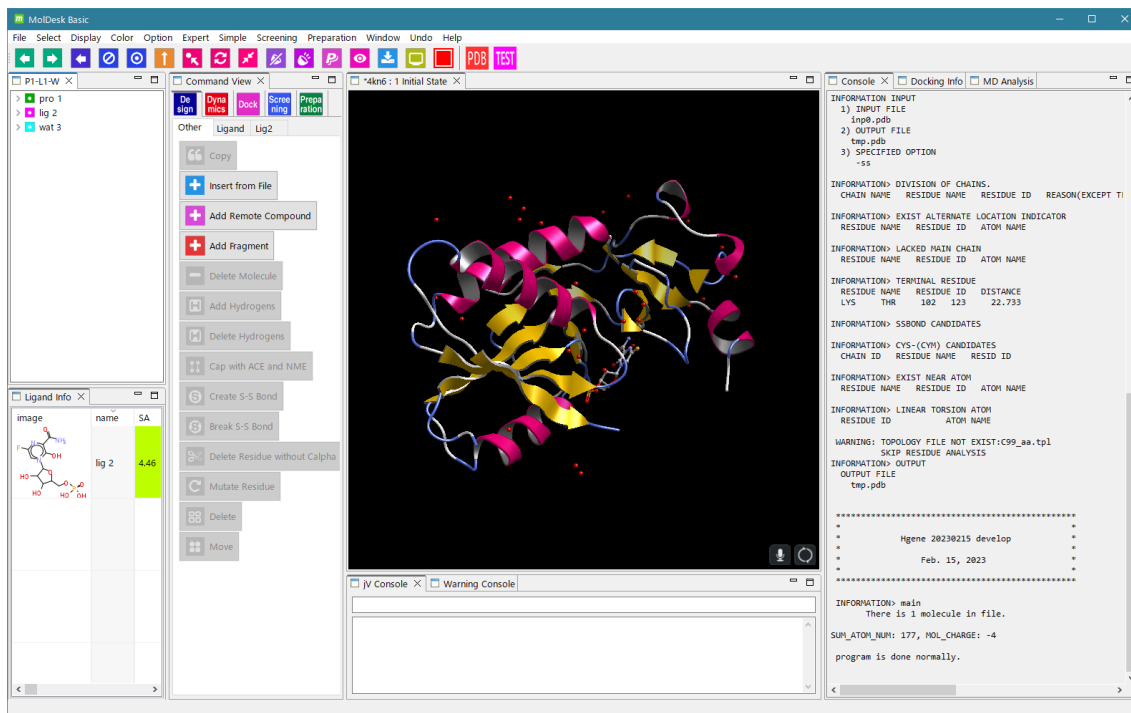 MolDesk Basic
File Select Display Color Option Expert Simple Screening Preparation Window Undo Help
PDB TEST
P1-L1-W
pro 1
lig 2
wat 3
Ligand Info
image name SA
F N NH₂ O OH
lig 2 4.46
HO O O P O OH
HO HO OH
Command View
De sign Dyna mics Dock Scree ning Prepa ration
Other Ligand Lig2
Copy
Insert from File
Add Remote Compound
Add Fragment
Delete Molecule
Add Hydrogens
Delete Hydrogens
Cap with ACE and NME
Create S-S Bond
Break S-S Bond
Delete Residue without Calpha
Mutate Residue
Delete
Move
*4kn6 : 1 Initial State
jV Console Warning Console
Console Docking Info MD Analysis
INFORMATION INPUT
1) INPUT FILE
inp0.pdb
2) OUTPUT FILE
tmp.pdb
3) SPECIFIED OPTION
-ss
INFORMATION> DIVISION OF CHAINS.
CHAIN NAME RESIDUE NAME RESIDUE ID REASON(EXCEPT
INFORMATION> EXIST ALTERNATE LOCATION INDICATOR
RESIDUE NAME RESIDUE ID ATOM NAME
INFORMATION> LACKED MAIN CHAIN
RESIDUE NAME RESIDUE ID ATOM NAME
INFORMATION> TERMINAL RESIDUE
RESIDUE NAME RESIDUE ID DISTANCE
LYS THR 102 123 22.733
INFORMATION> SSBOND CANDIDATES
INFORMATION> CYS-(CYM) CANDIDATES
CHAIN ID RESIDUE NAME RESID ID
INFORMATION> EXIST NEAR ATOM
RESIDUE NAME RESIDUE ID ATOM NAME
INFORMATION> LINEAR TORSION ATOM
RESIDUE ID ATOM NAME
WARNING: TOPOLOGY FILE NOT EXIST:C99_aa.tpl
SKIP RESIDUE ANALYSIS
INFORMATION> OUTPUT
OUTPUT FILE
tmp.pdb
************************************************
* *
* Hgene 20230215 develop *
* *
* Feb. 15, 2023 *
* *
************************************************
INFORMATION> main
There is 1 molecule in file.
SUM_ATOM_NUM: 177, MOL_CHARGE: -4
program is done normally.